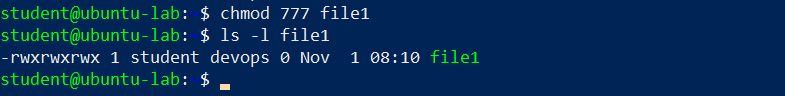 student@ubuntu-lab:~$ chmod 777 file1
student@ubuntu-lab:~$ ls -l file1
-rwxrwxrwx 1 student devops 0 Nov  1 08:10 file1
student@ubuntu-lab:~$